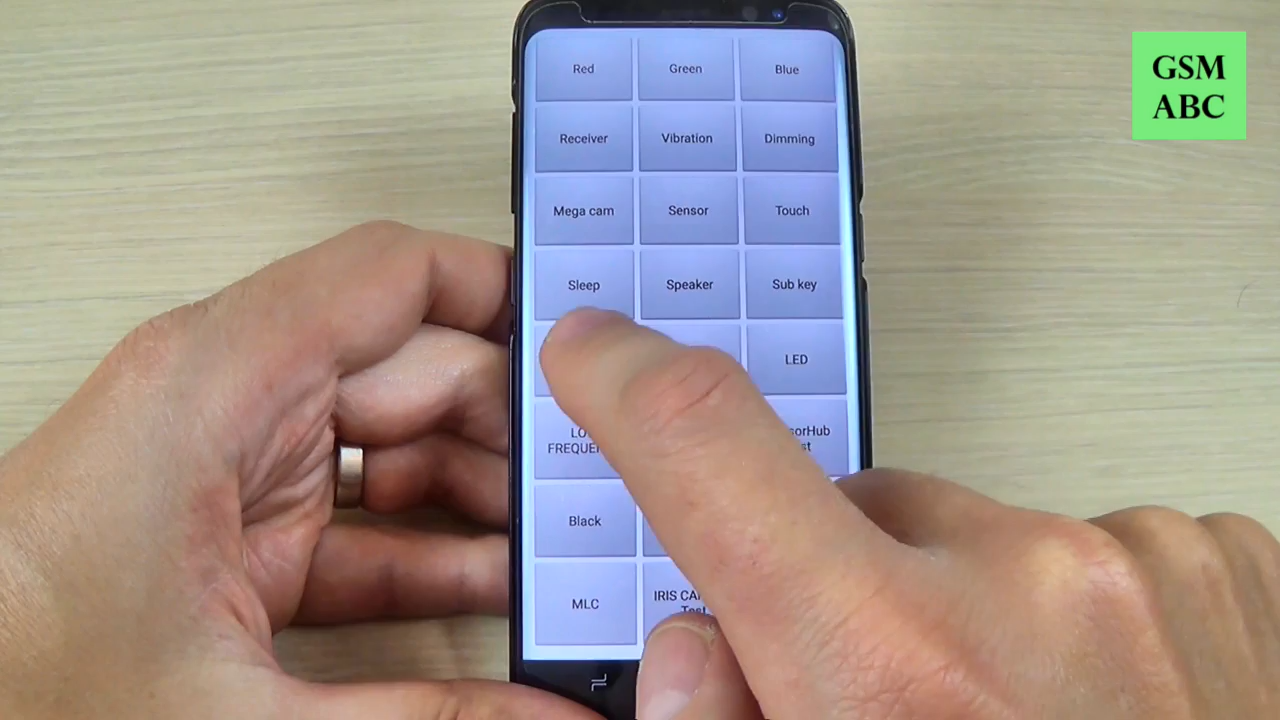 GSM
ABC
Red
Green
Blue
Receiver
Vibration
Dimming
Mega cam
Sensor
Touch
Sleep
Speaker
Sub key
LED
Black
MLC
IRIS